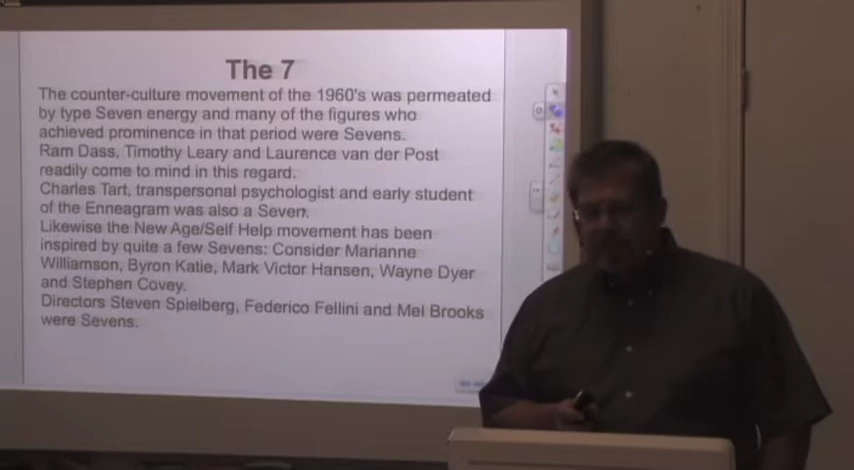 The 7
The counter-culture movement of the 1960's was permeated
by type Seven energy and many of the figures who
achieved prominence in that period were Sevens.
Ram Dass, Timothy Leary and Laurence van der Post
readily come to mind in this regard.
Charles Tart, transpersonal psychologist and early student
of the Enneagram was also a Seven.
Likewise the New Age/Self Help movement has been
inspired by quite a few Sevens: Consider Marianne
Williamson, Byron Katie, Mark Victor Hansen, Wayne Dyer
and Stephen Covey.
Directors Steven Spielberg, Federico Fellini and Mel Brooks
were Sevens.